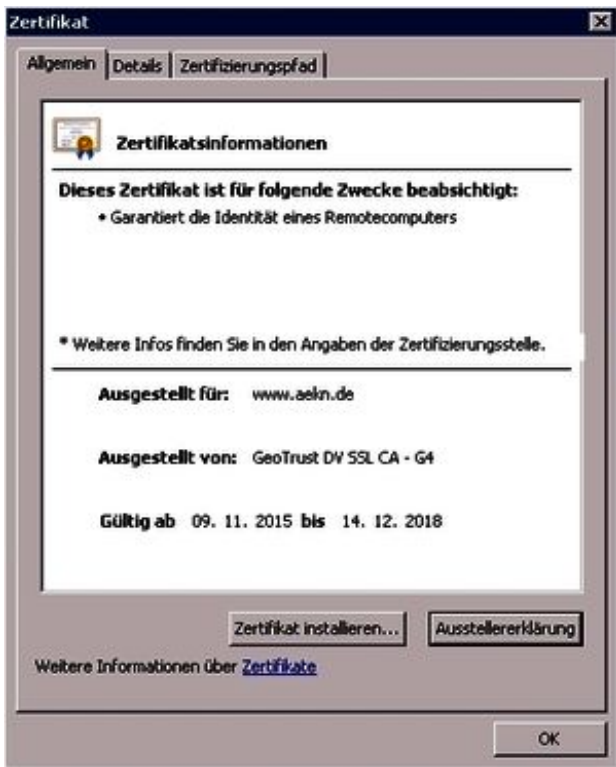 Zertifikat
Allgemein Details Zertifizierungspfad
Zertifikatsinformationen
Dieses Zertifikat ist für folgende Zwecke beabsichtigt:
• Garantiert die Identität eines Remotecomputers
* Weitere Infos finden Sie in den Angaben der Zertifizierungsstelle.
Ausgestellt für: www.aekn.de
Ausgestellt von: GeoTrust DV SSL CA - G4
Gültig ab 09. 11. 2015 bis 14. 12. 2018
Zertifikat installieren... Ausstellererklärung
Weitere Informationen über Zertifikate
OK